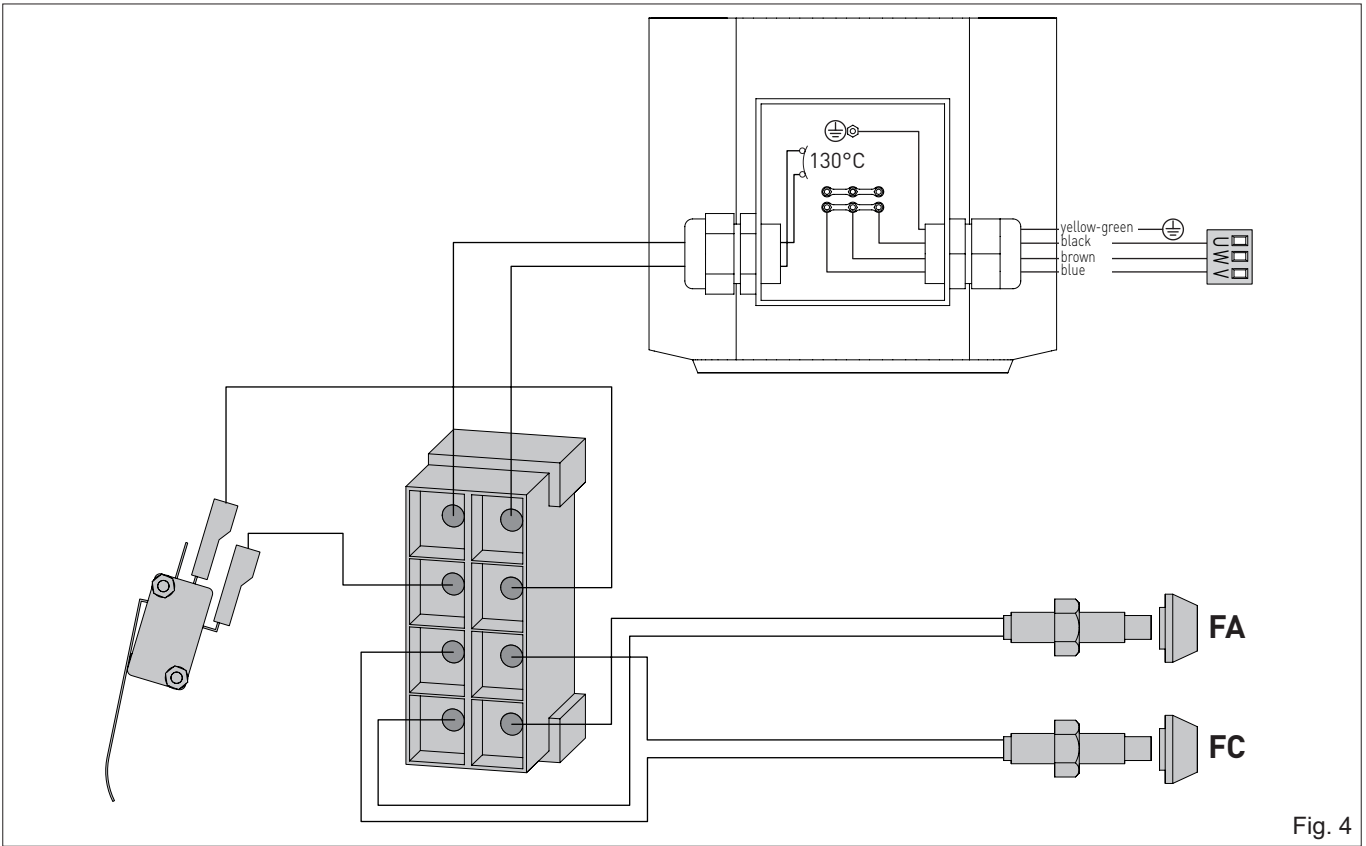 130°C
yellow-green
black
brown
blue
U
W
V
FA
FC
Fig. 4